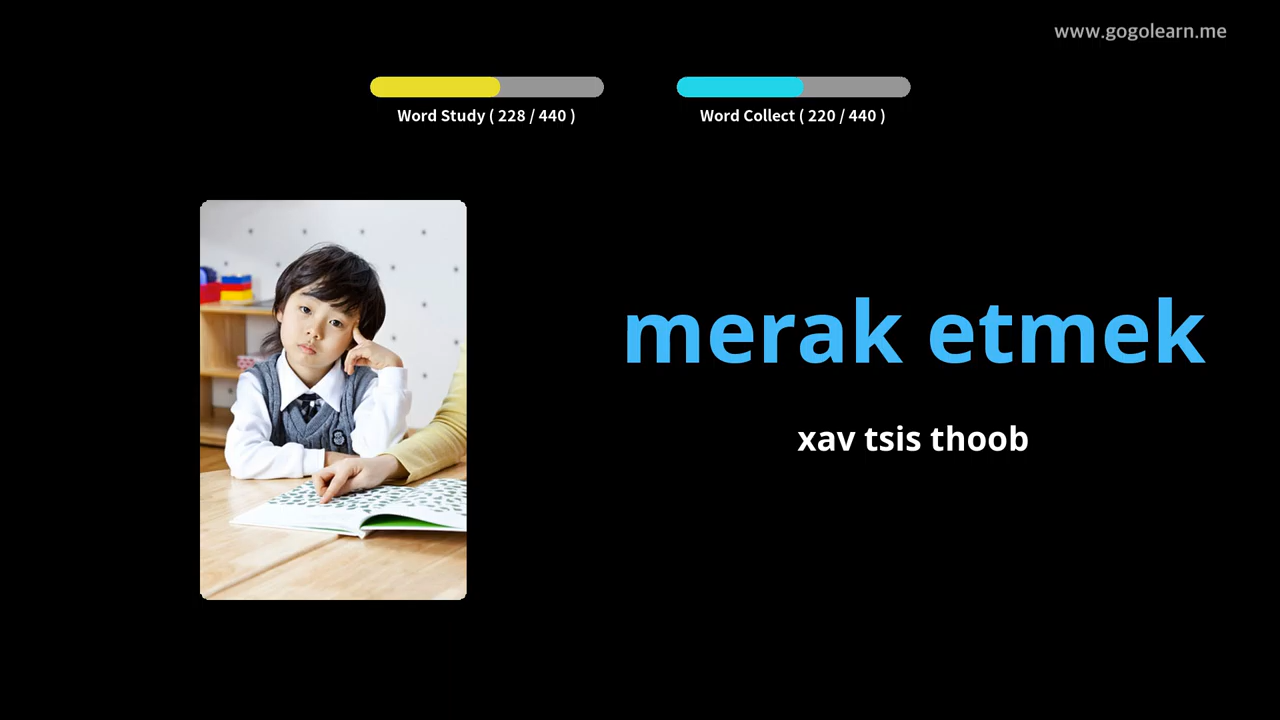 www.gogolearn.me
Word Study ( 228 / 440 )
Word Collect ( 220 / 440 )
merak etmek
xav tsis thoob